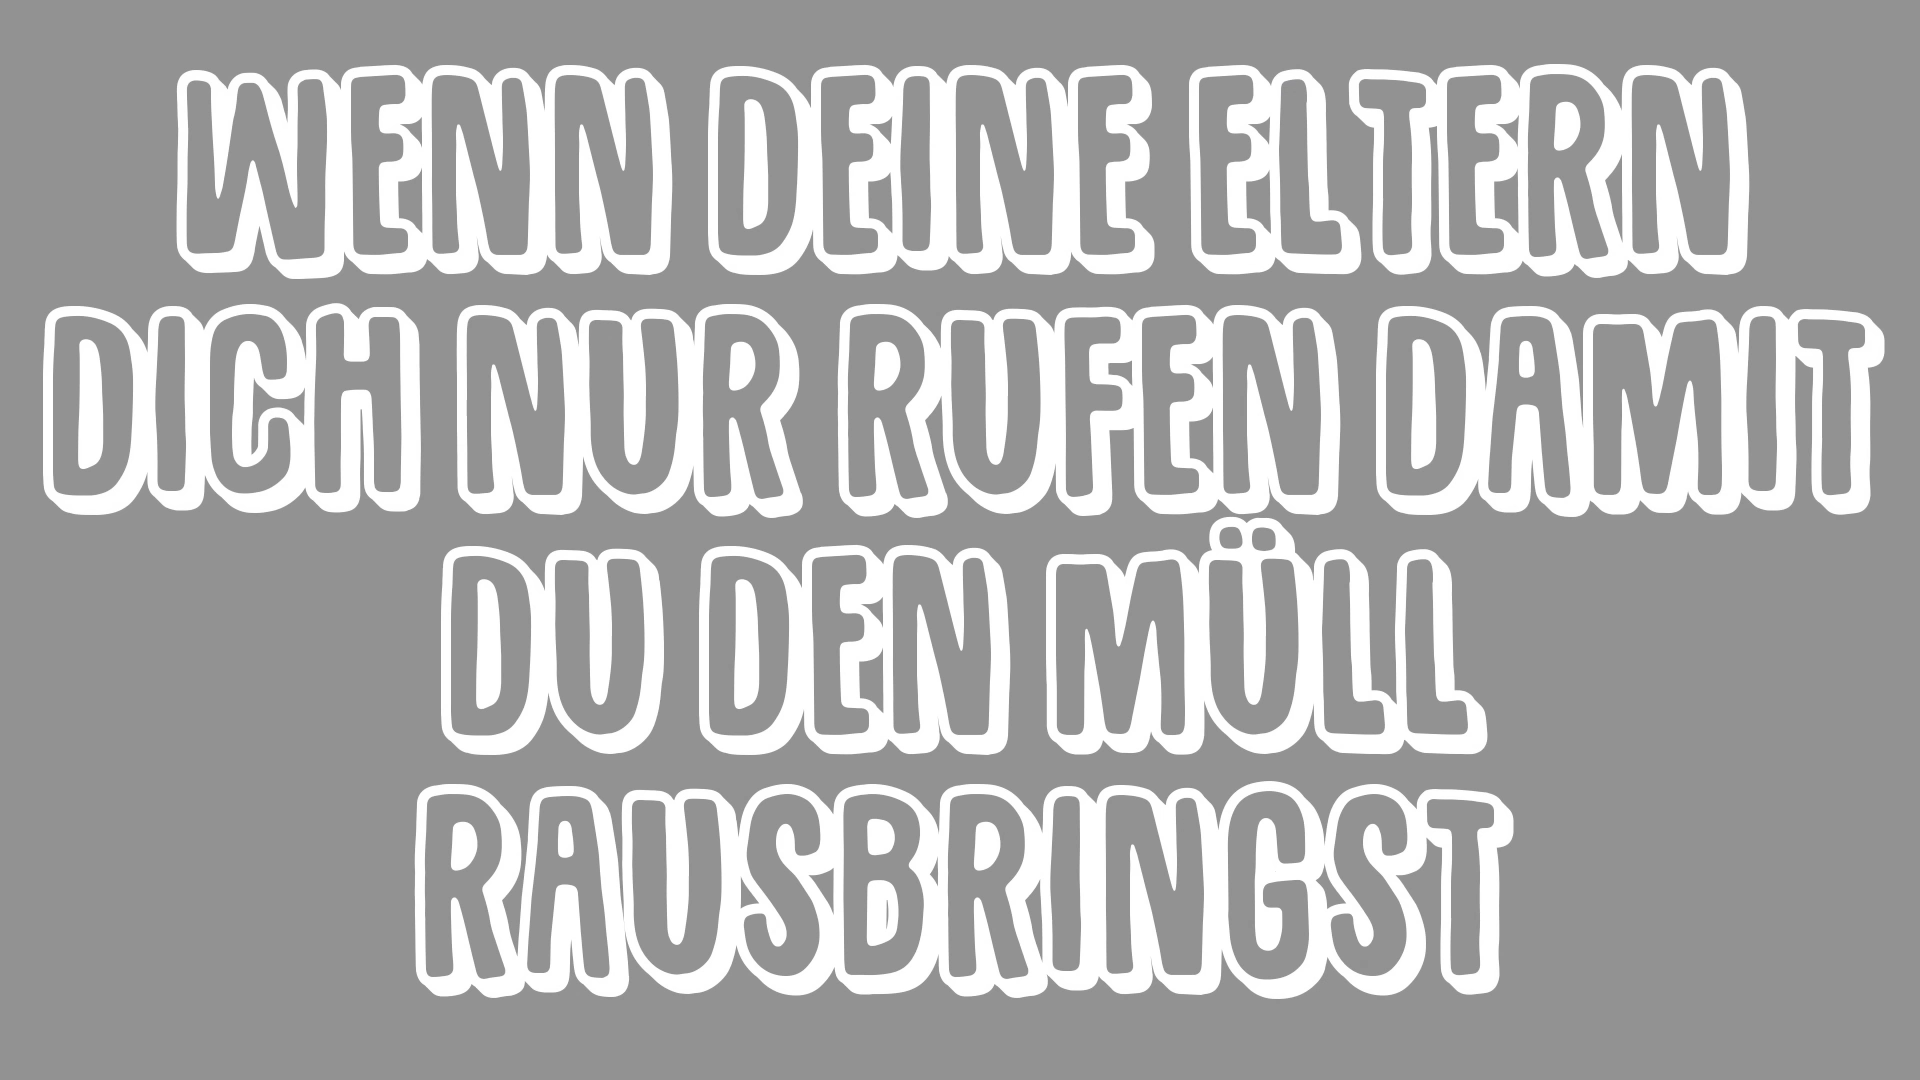 WENN DEINE ELTERN
DICH NUR RUFEN DAMIT
DU DEN MÜLL
RAUSBRINGST